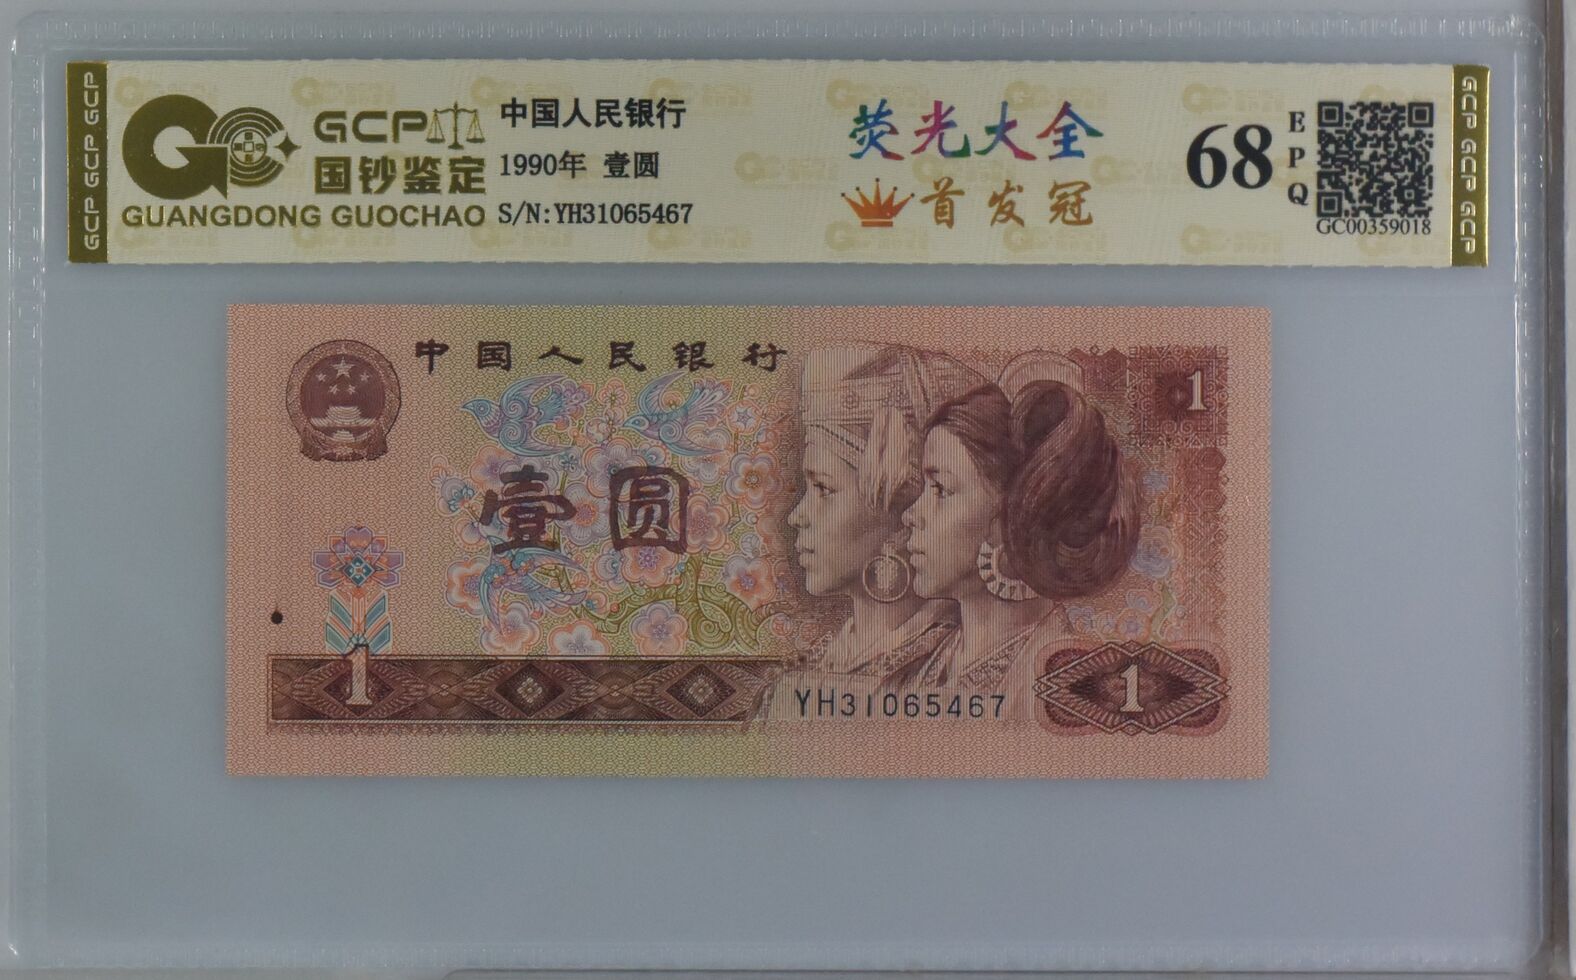 GCP GCP GCP
GCP
国钞鉴定
GUANGDONG GUOCHAO
中国人民银行
1990年 壹圆
S/N:YH31065467
荧光大全
首发冠
68
EPQ
GC00359018
GCP GCP GCP
中国人民银行
1
壹圆
1
YH31065467
1